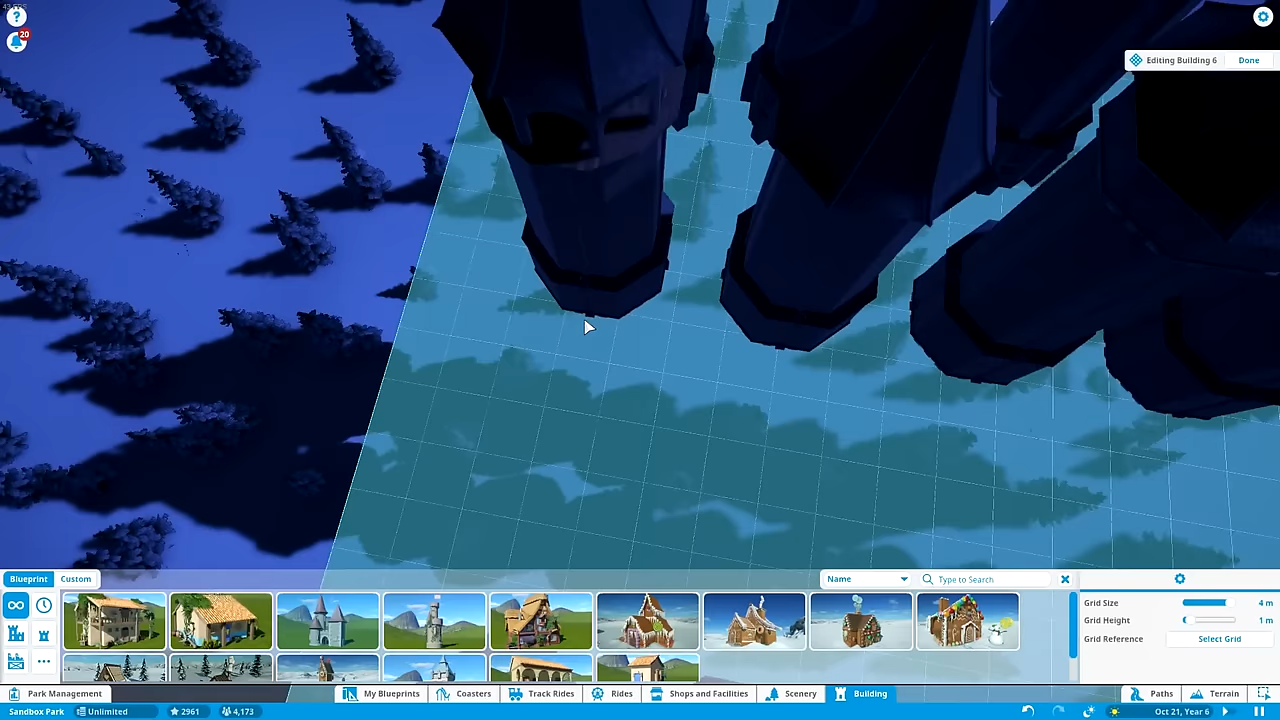 20
Editing Building 6 Done
Blueprint Custom
Name
Type to Search
Grid Size 4 m
Grid Height 1 m
Grid Reference Select Grid
Park Management My Blueprints Coasters Track Rides Rides Shops and Facilities Scenery Building Paths Terrain
Sandbox Park Unlimited 2961 4,173 Oct 21, Year 6